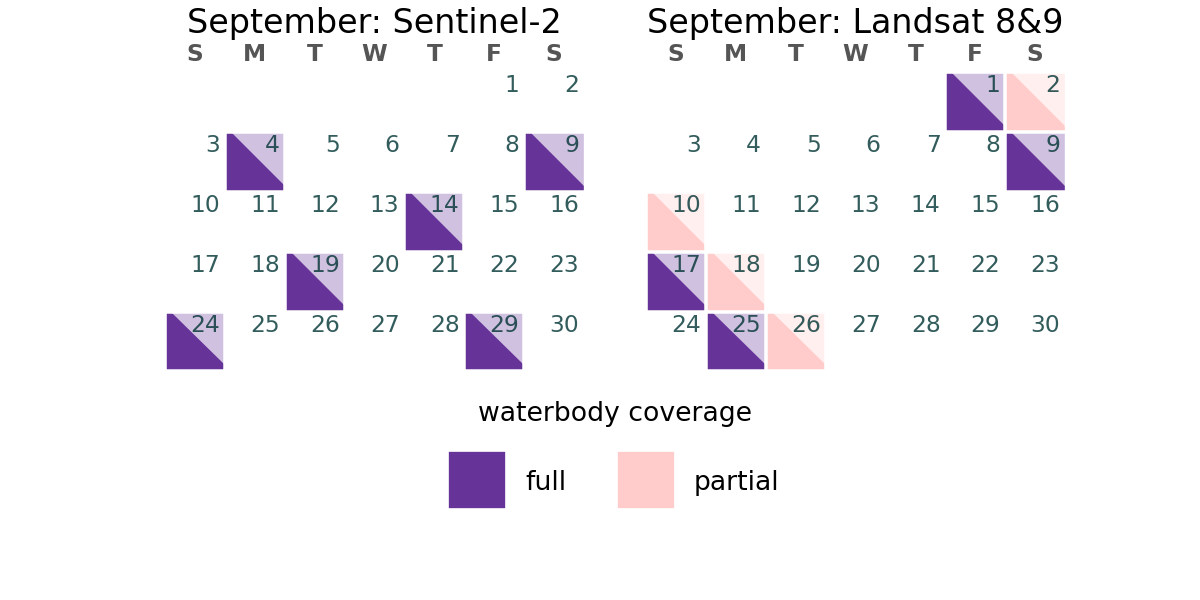 September: Sentinel-2
S M T W T F S
1 2
3 4 5 6 7 8 9
10 11 12 13 14 15 16
17 18 19 20 21 22 23
24 25 26 27 28 29 30
September: Landsat 8&9
S M T W T F S
1 2
3 4 5 6 7 8 9
10 11 12 13 14 15 16
17 18 19 20 21 22 23
24 25 26 27 28 29 30
waterbody coverage
full partial